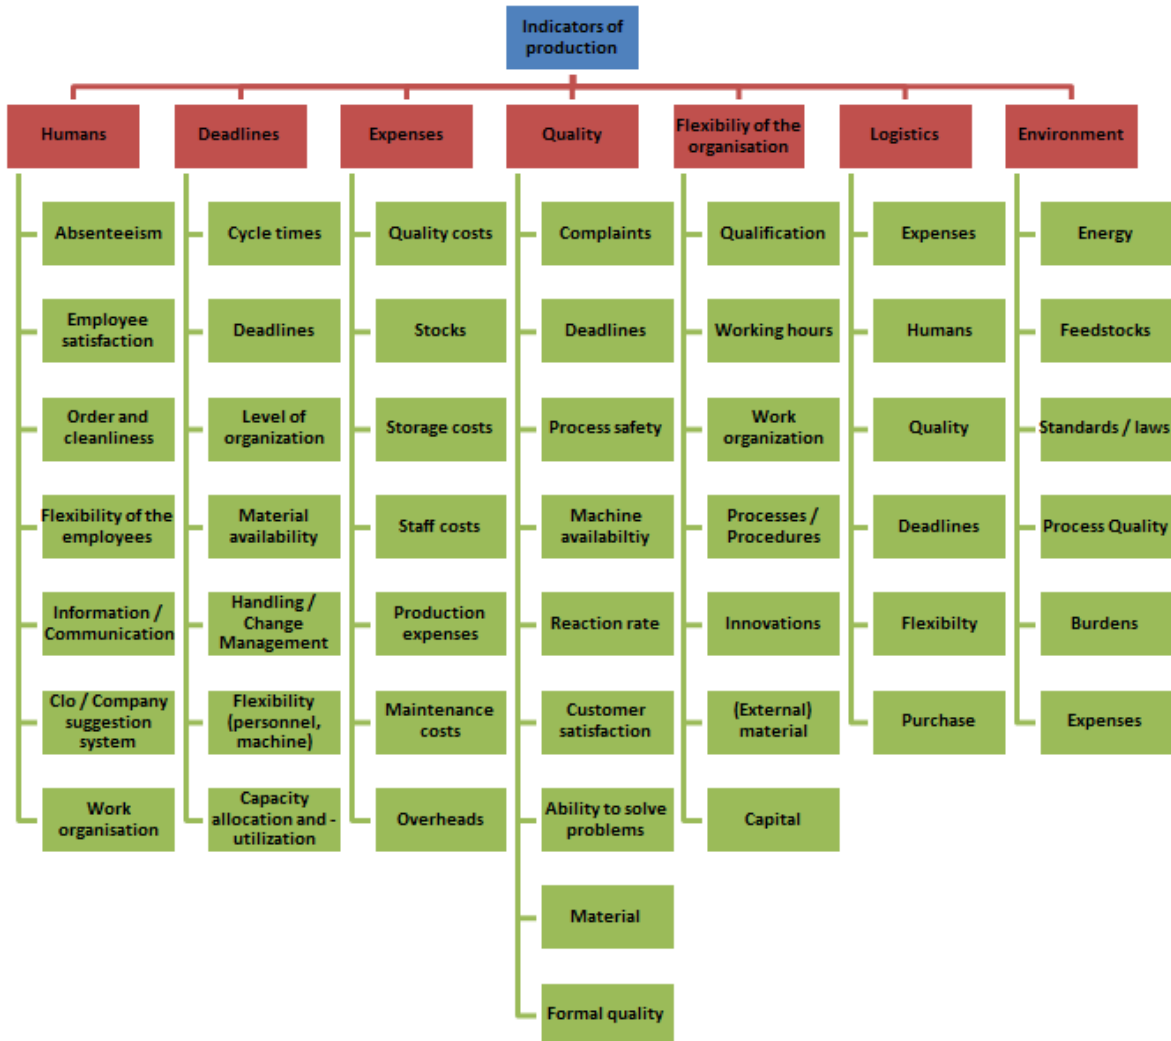 Indicators of
production
Humans
Deadlines
Expenses
Quality
Flexibiliy of the
organisation
Logistics
Environment
Absenteeism
Employee
satisfaction
Order and
cleanliness
Flexibility of the
employees
Information /
Communication
Clo / Company
suggestion
system
Work
organisation
Cycle times
Deadlines
Level of
organization
Material
availability
Handling /
Change
Management
Flexibility
(personnel,
machine)
Capacity
allocation and -
utilization
Quality costs
Stocks
Storage costs
Staff costs
Production
expenses
Maintenance
costs
Overheads
Complaints
Deadlines
Process safety
Machine
availabiltiy
Reaction rate
Customer
satisfaction
Ability to solve
problems
Material
Formal quality
Qualification
Working hours
Work
organization
Processes /
Procedures
Innovations
(External)
material
Capital
Expenses
Humans
Quality
Deadlines
Flexibilty
Purchase
Energy
Feedstocks
Standards / laws
Process Quality
Burdens
Expenses